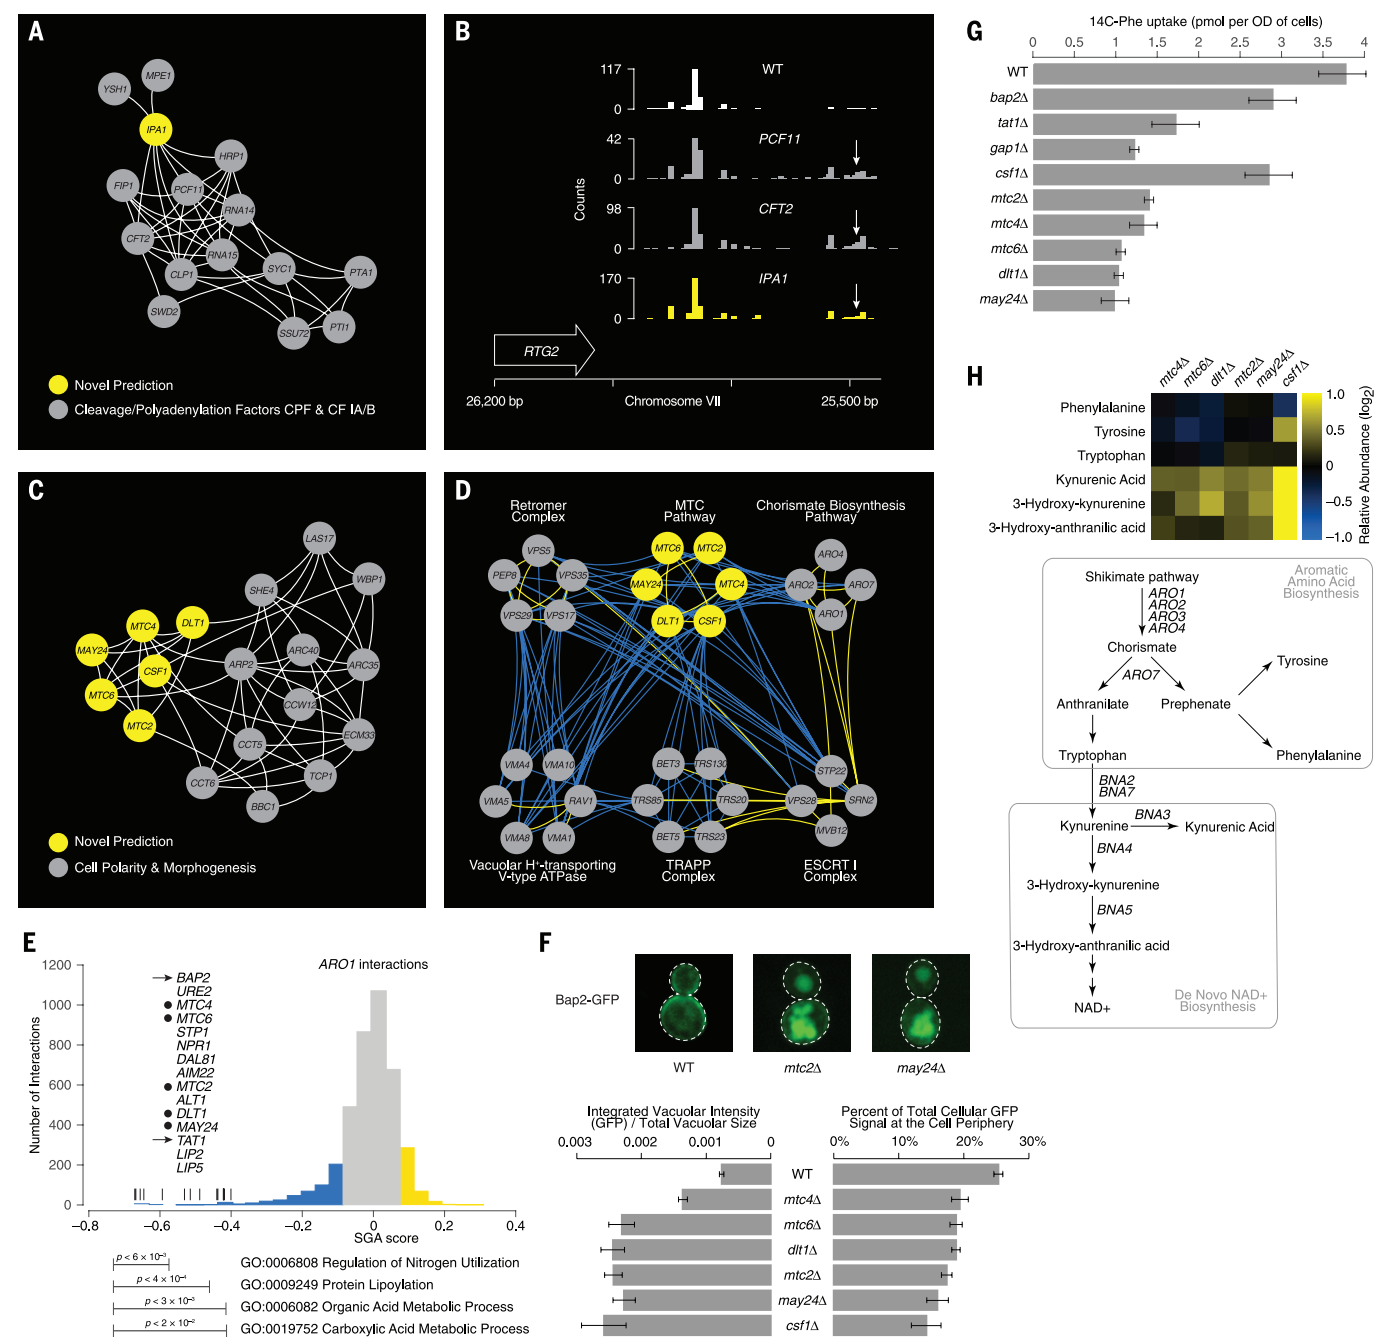 A
MPE1
YSH1
IPA1
HRP1
FIP1
PCF11
RNA14
CFT2
RNA15
CLP1
SYC1
PTA1
SWD2
SSU72
PTI1
Novel Prediction
Cleavage/Polyadenylation Factors CPF & CF IA/B
B
117
WT
0
42
PCF11
0
Counts
98
CFT2
0
170
IPA1
0
RTG2
26,200 bp
Chromosome VII
25,500 bp
C
LAS17
SHE4
WBP1
MTC4
DLT1
MAY24
ARC40
ARP2
ARC35
CSF1
MTC6
CCW12
MTC2
CCT5
ECM33
CCT6
TCP1
BBC1
Novel Prediction
Cell Polarity & Morphogenesis
D
Retromer
Complex
MTC
Pathway
Chorismate Biosynthesis
Pathway
VPS5
MTC6
MTC2
ARO4
PEP8
VPS35
MAY24
MTC4
ARO2
ARO7
VPS29
VPS17
DLT1
CSF1
ARO1
VMA4
VMA10
BET3
TRS130
STP22
VMA5
RAV1
TRS85
TRS20
VPS28
SRN2
VMA8
VMA1
BET5
TRS23
MVB12
Vacuolar H+-transporting
V-type ATPase
TRAPP
Complex
ESCRT I
Complex
E
ARO1 interactions
Number of Interactions
1200
1000
800
600
400
200
0
BAP2
URE2
MTC4
MTC6
STP1
NPR1
DAL81
AIM22
MTC2
ALT1
DLT1
MAY24
TAT1
LIP2
LIP5
−0.8
−0.6
−0.4
−0.2
0
0.2
0.4
SGA score
p < 6 × 10⁻³
GO:0006808 Regulation of Nitrogen Utilization
p < 4 × 10⁻⁴
GO:0009249 Protein Lipoylation
p < 3 × 10⁻³
GO:0006082 Organic Acid Metabolic Process
p < 2 × 10⁻²
GO:0019752 Carboxylic Acid Metabolic Process
F
Bap2-GFP
WT
mtc2Δ
may24Δ
Integrated Vacuolar Intensity
(GFP) / Total Vacuolar Size
0.003 0.002 0.001 0
Percent of Total Cellular GFP
Signal at the Cell Periphery
0% 10% 20% 30%
WT
mtc4Δ
mtc6Δ
dlt1Δ
mtc2Δ
may24Δ
csf1Δ
G
14C-Phe uptake (pmol per OD of cells)
0 0.5 1 1.5 2 2.5 3 3.5 4
WT
bap2Δ
tat1Δ
gap1Δ
csf1Δ
mtc2Δ
mtc4Δ
mtc6Δ
dlt1Δ
may24Δ
H
mtc4Δ
mtc6Δ
dlt1Δ
mtc2Δ
may24Δ
csf1Δ
Phenylalanine
Tyrosine
Tryptophan
Kynurenic Acid
3-Hydroxy-kynurenine
3-Hydroxy-anthranilic acid
1.0
0.5
0
−0.5
−1.0
Relative Abundance (log2)
Shikimate pathway
Aromatic
Amino Acid
Biosynthesis
ARO1
ARO2
ARO3
ARO4
Chorismate
ARO7
Tyrosine
Anthranilate
Prephenate
Tryptophan
Phenylalanine
BNA2
BNA7
Kynurenine
BNA3
Kynurenic Acid
BNA4
3-Hydroxy-kynurenine
BNA5
3-Hydroxy-anthranilic acid
NAD+
De Novo NAD+
Biosynthesis